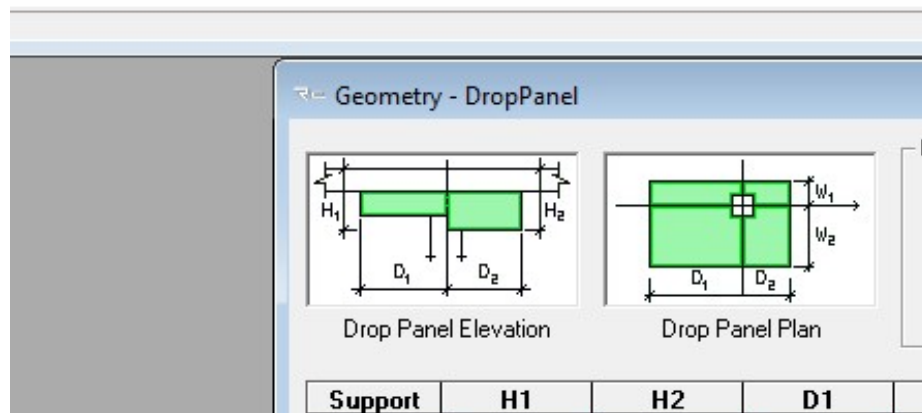 Geometry - DropPanel
H1 H2
D1 D2
W1
W2
D1 D2
Drop Panel Elevation Drop Panel Plan
Support H1 H2 D1